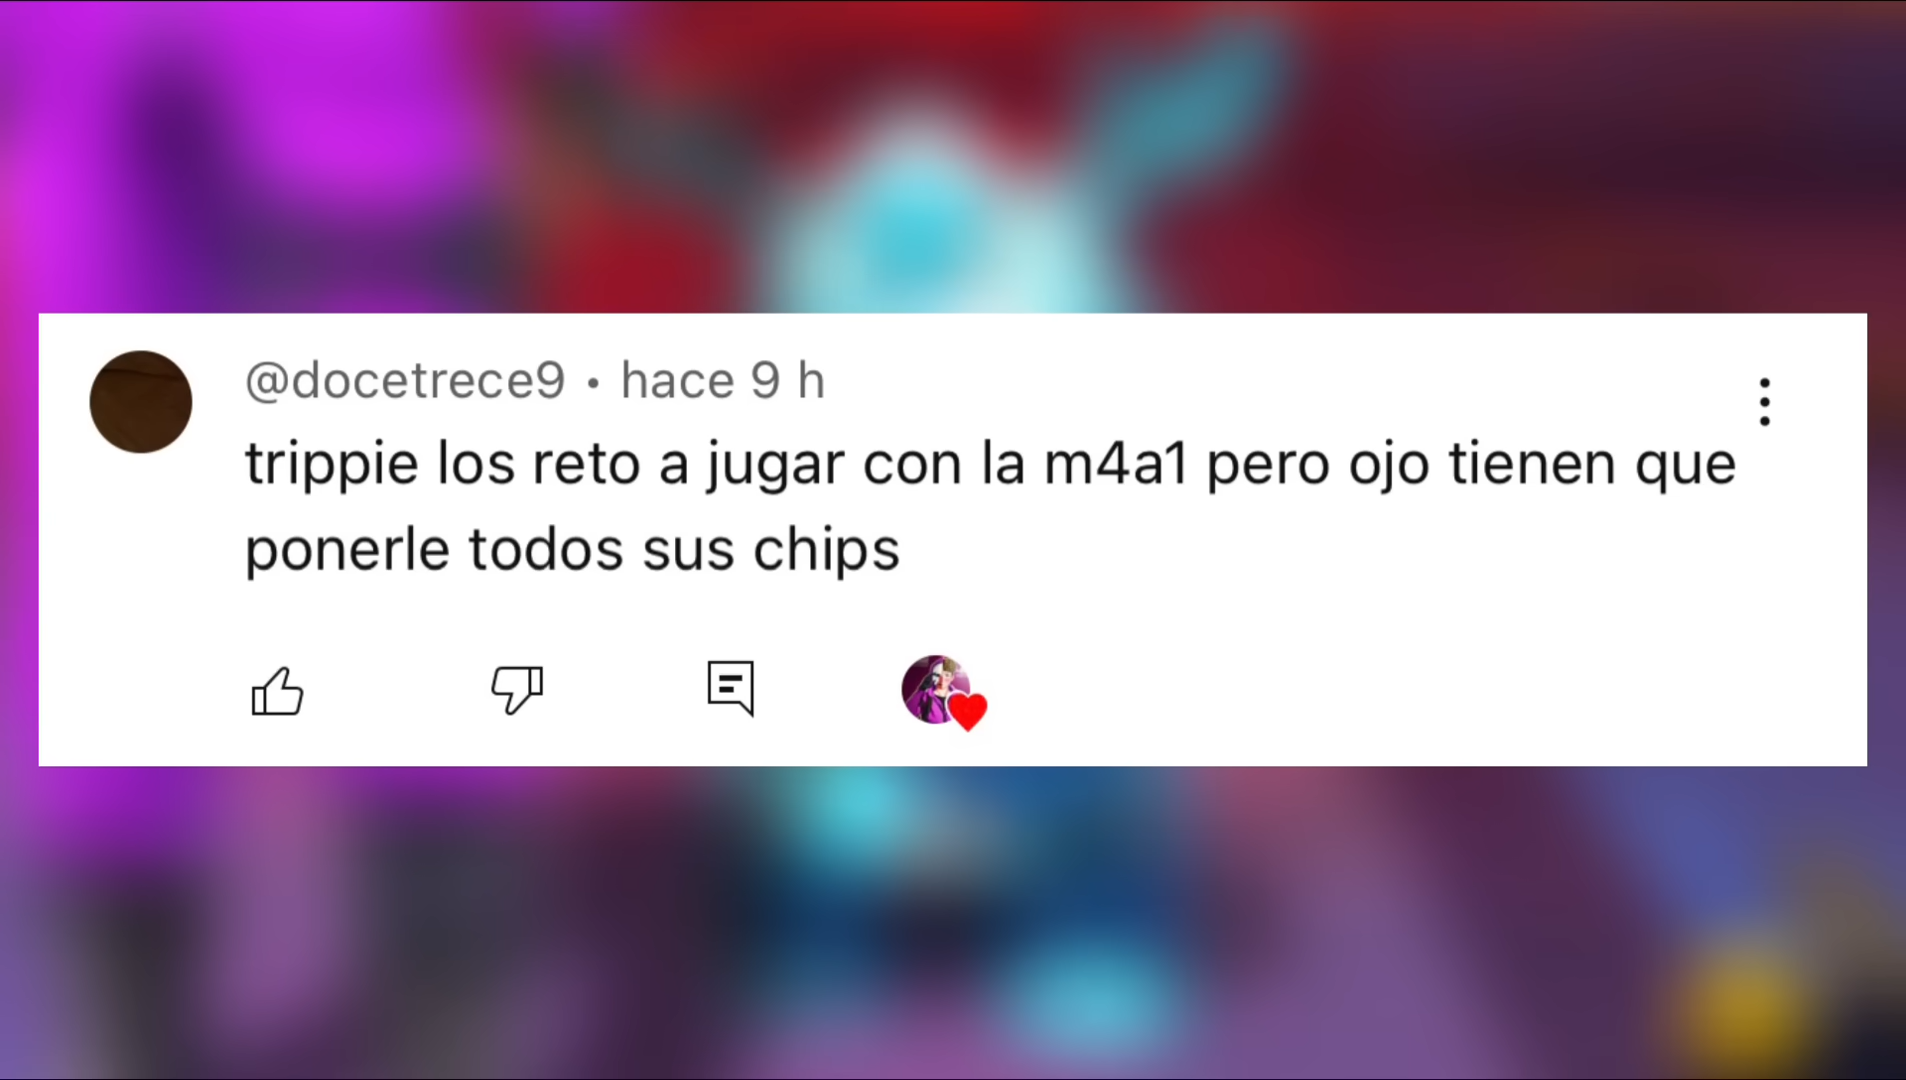 @docetrece9 • hace 9 h
trippie los reto a jugar con la m4a1 pero ojo tienen que
ponerle todos sus chips